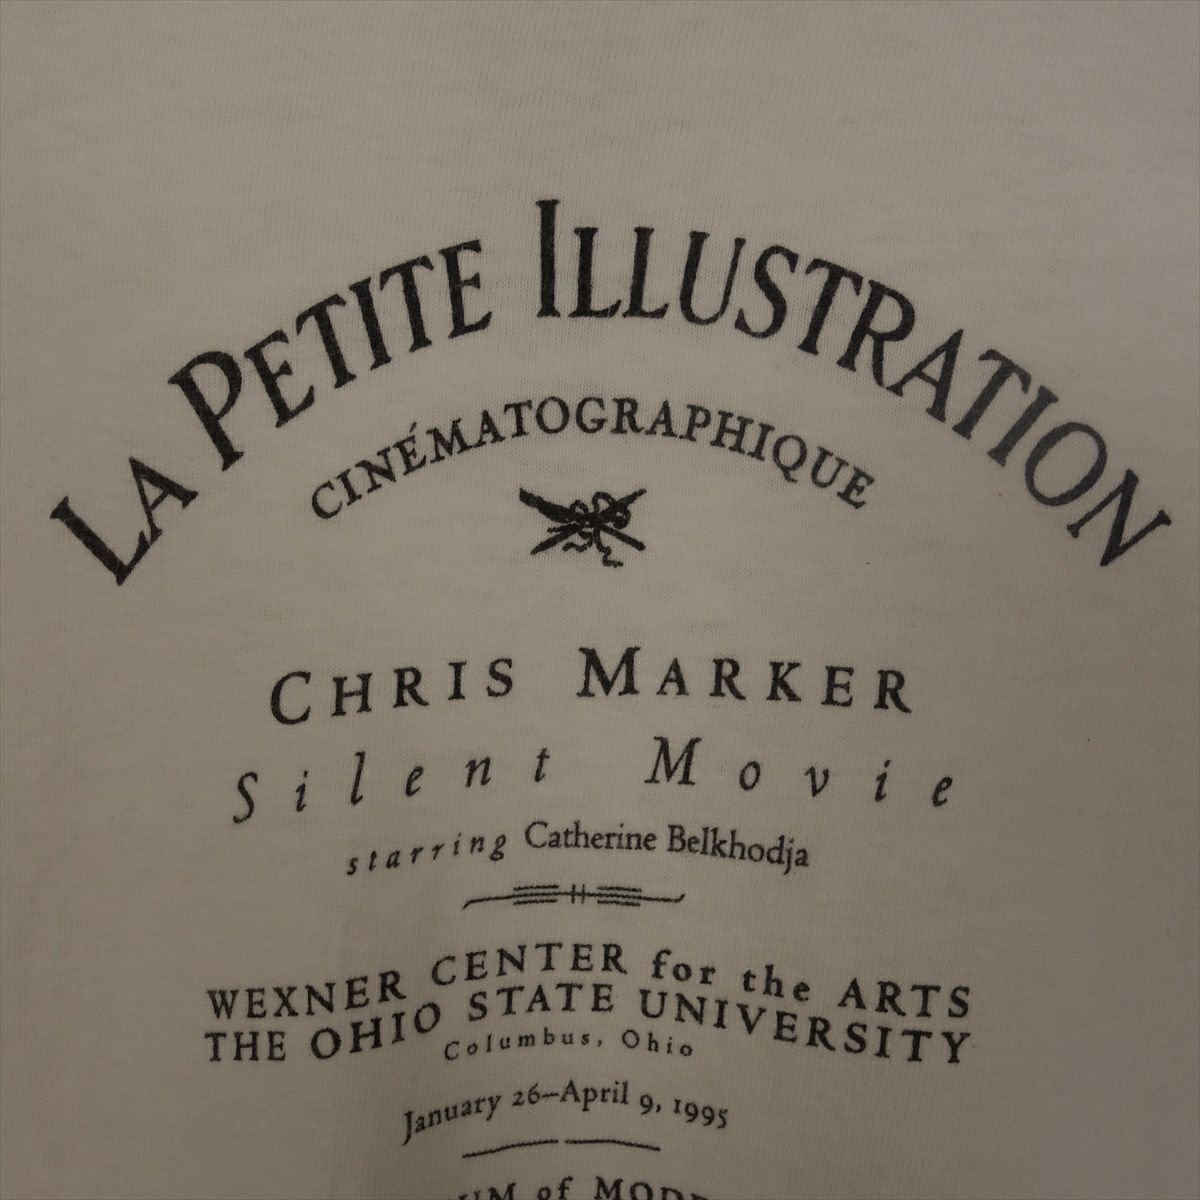 LA PETITE ILLUSTRATION
CINÉMATOGRAPHIQUE
CHRIS MARKER
Silent Movie
starring Catherine Belkhodja
WEXNER CENTER for the ARTS
THE OHIO STATE UNIVERSITY
Columbus, Ohio
January 26–April 9, 1995
of